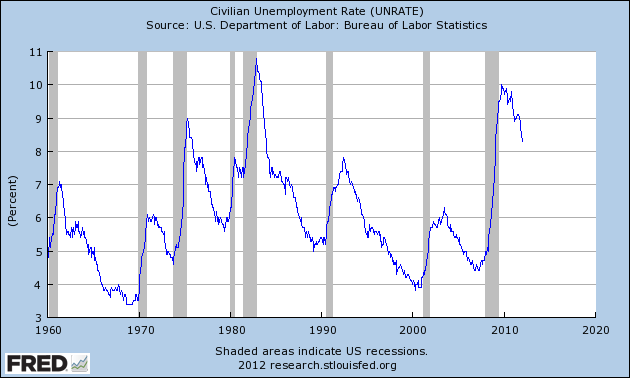 Civilian Unemployment Rate (UNRATE)
Source: U.S. Department of Labor: Bureau of Labor Statistics
11
10
9
8
7
6
5
4
3
(Percent)
1960 1970 1980 1990 2000 2010 2020
Shaded areas indicate US recessions.
2012 research.stlouisfed.org
FRED